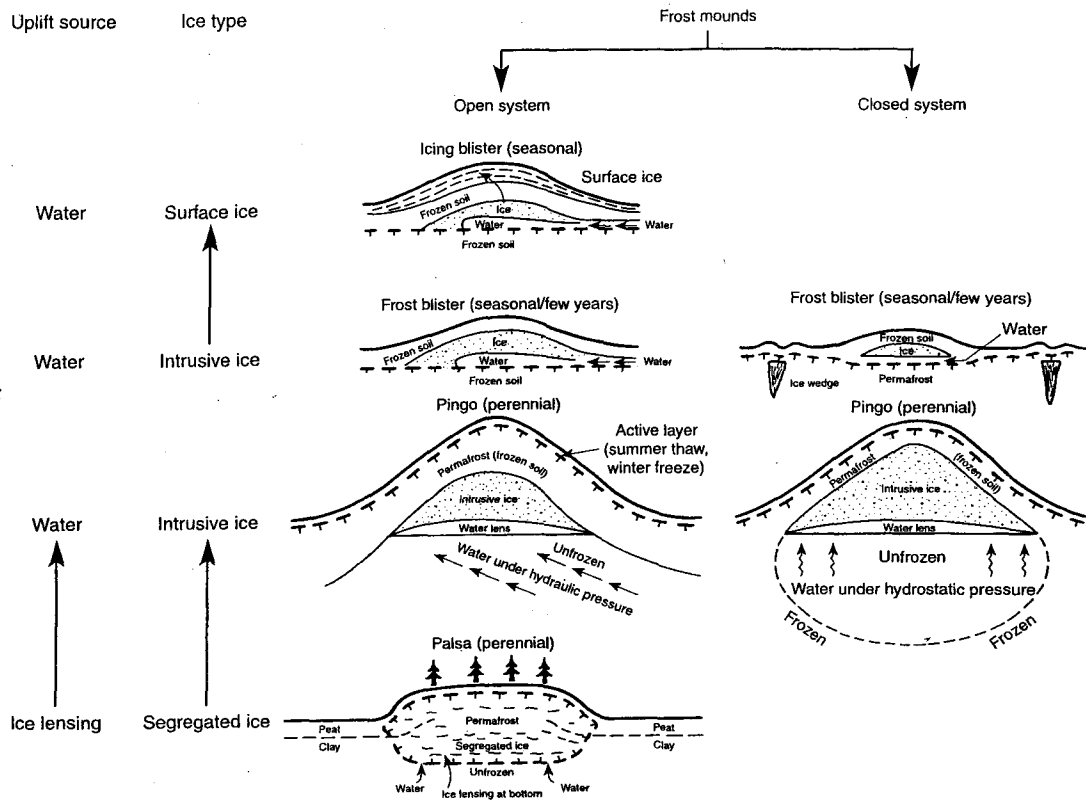 Uplift source
Ice type
Frost mounds
Open system
Closed system
Icing blister (seasonal)
Surface ice
Frozen soil
Ice
Water
Water
Frozen soil
Water
Surface ice
Frost blister (seasonal/few years)
Frozen soil
Ice
Water
Water
Frozen soil
Frost blister (seasonal/few years)
Water
Frozen soil
Ice
Ice wedge
Permafrost
Water
Intrusive ice
Pingo (perennial)
Active layer
(summer thaw,
winter freeze)
Permafrost (frozen soil)
Intrusive ice
Water lens
Unfrozen
Water under hydraulic pressure
Pingo (perennial)
Permafrost
(frozen soil)
Intrusive ice
Water lens
Unfrozen
Water under hydrostatic pressure
Frozen
Frozen
Water
Intrusive ice
Palsa (perennial)
Permafrost
Segregated ice
Peat
Clay
Peat
Clay
Unfrozen
Water
Water
Ice lensing at bottom
Ice lensing
Segregated ice